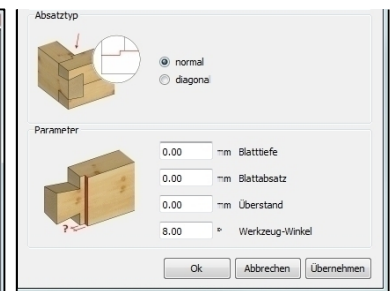 Absatztyp
normal
diagonal
Parameter
0.00 mm Blatttiefe
0.00 mm Blattabsatz
0.00 mm Überstand
8.00 ° Werkzeug-Winkel
?
Ok Abbrechen Übernehmen